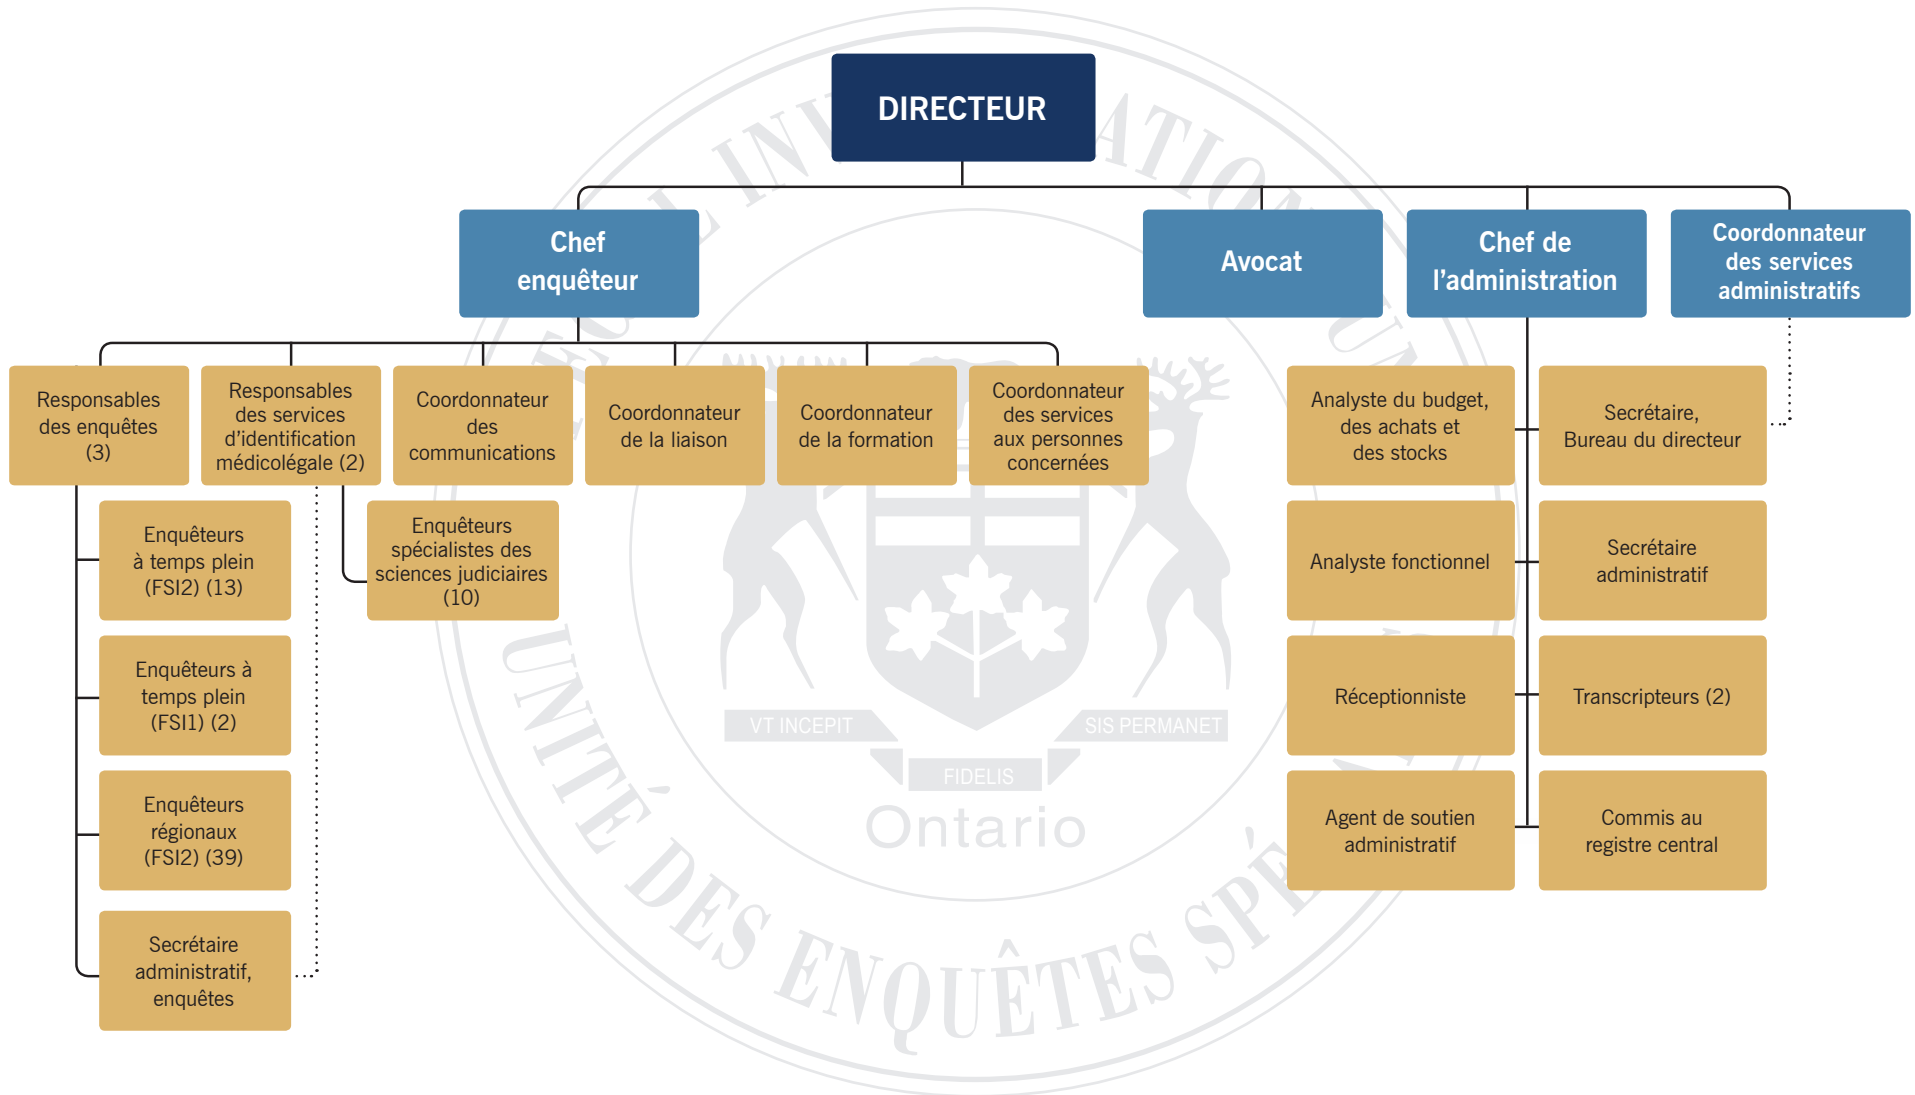 DIRECTEUR
Chef
enquêteur
Avocat
Chef de
l’administration
Coordonnateur
des services
administratifs
Responsables
des enquêtes
(3)
Responsables
des services
d’identification
médicolégale (2)
Coordonnateur
des
communications
Coordonnateur
de la liaison
Coordonnateur
de la formation
Coordonnateur
des services
aux personnes
concernées
Analyste du budget,
des achats et
des stocks
Secrétaire,
Bureau du directeur
Enquêteurs
à temps plein
(FSI2) (13)
Enquêteurs
spécialistes des
sciences judiciaires
(10)
Analyste fonctionnel
Secrétaire
administratif
Enquêteurs à
temps plein
(FSI1) (2)
Réceptionniste
Transcripteurs (2)
Enquêteurs
régionaux
(FSI2) (39)
Agent de soutien
administratif
Commis au
registre central
Secrétaire
administratif,
enquêtes
VT INCEPIT
FIDELIS
SIS PERMANET
Ontario
UNITÉ DES ENQUÊTES